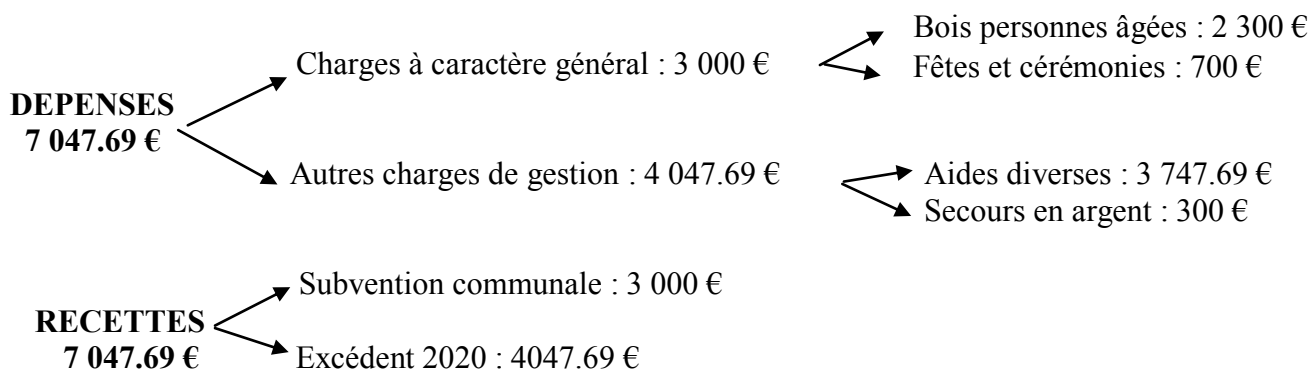 Bois personnes âgées : 2 300 €
Charges à caractère général : 3 000 €
Fêtes et cérémonies : 700 €
DEPENSES
7 047.69 €
Autres charges de gestion : 4 047.69 €
Aides diverses : 3 747.69 €
Secours en argent : 300 €
Subvention communale : 3 000 €
RECETTES
7 047.69 €
Excédent 2020 : 4047.69 €